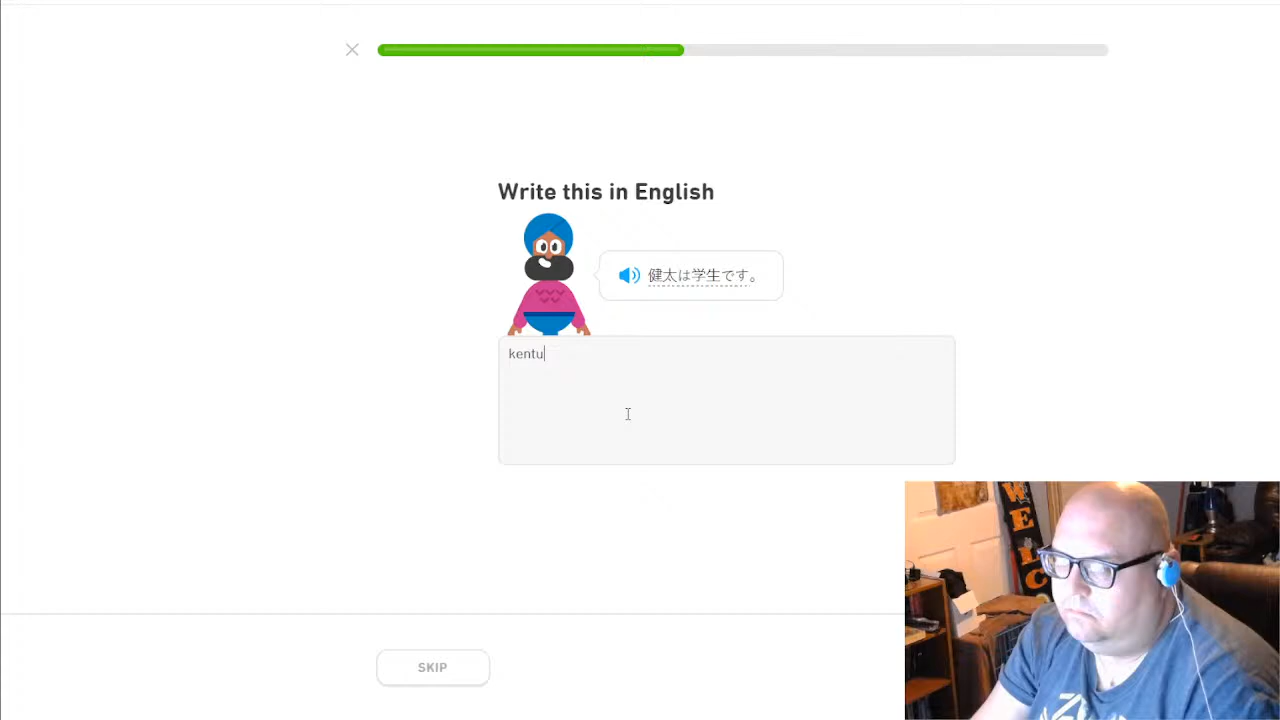 Write this in English
健太は学生です。
kentu
W
E
L
C
SKIP